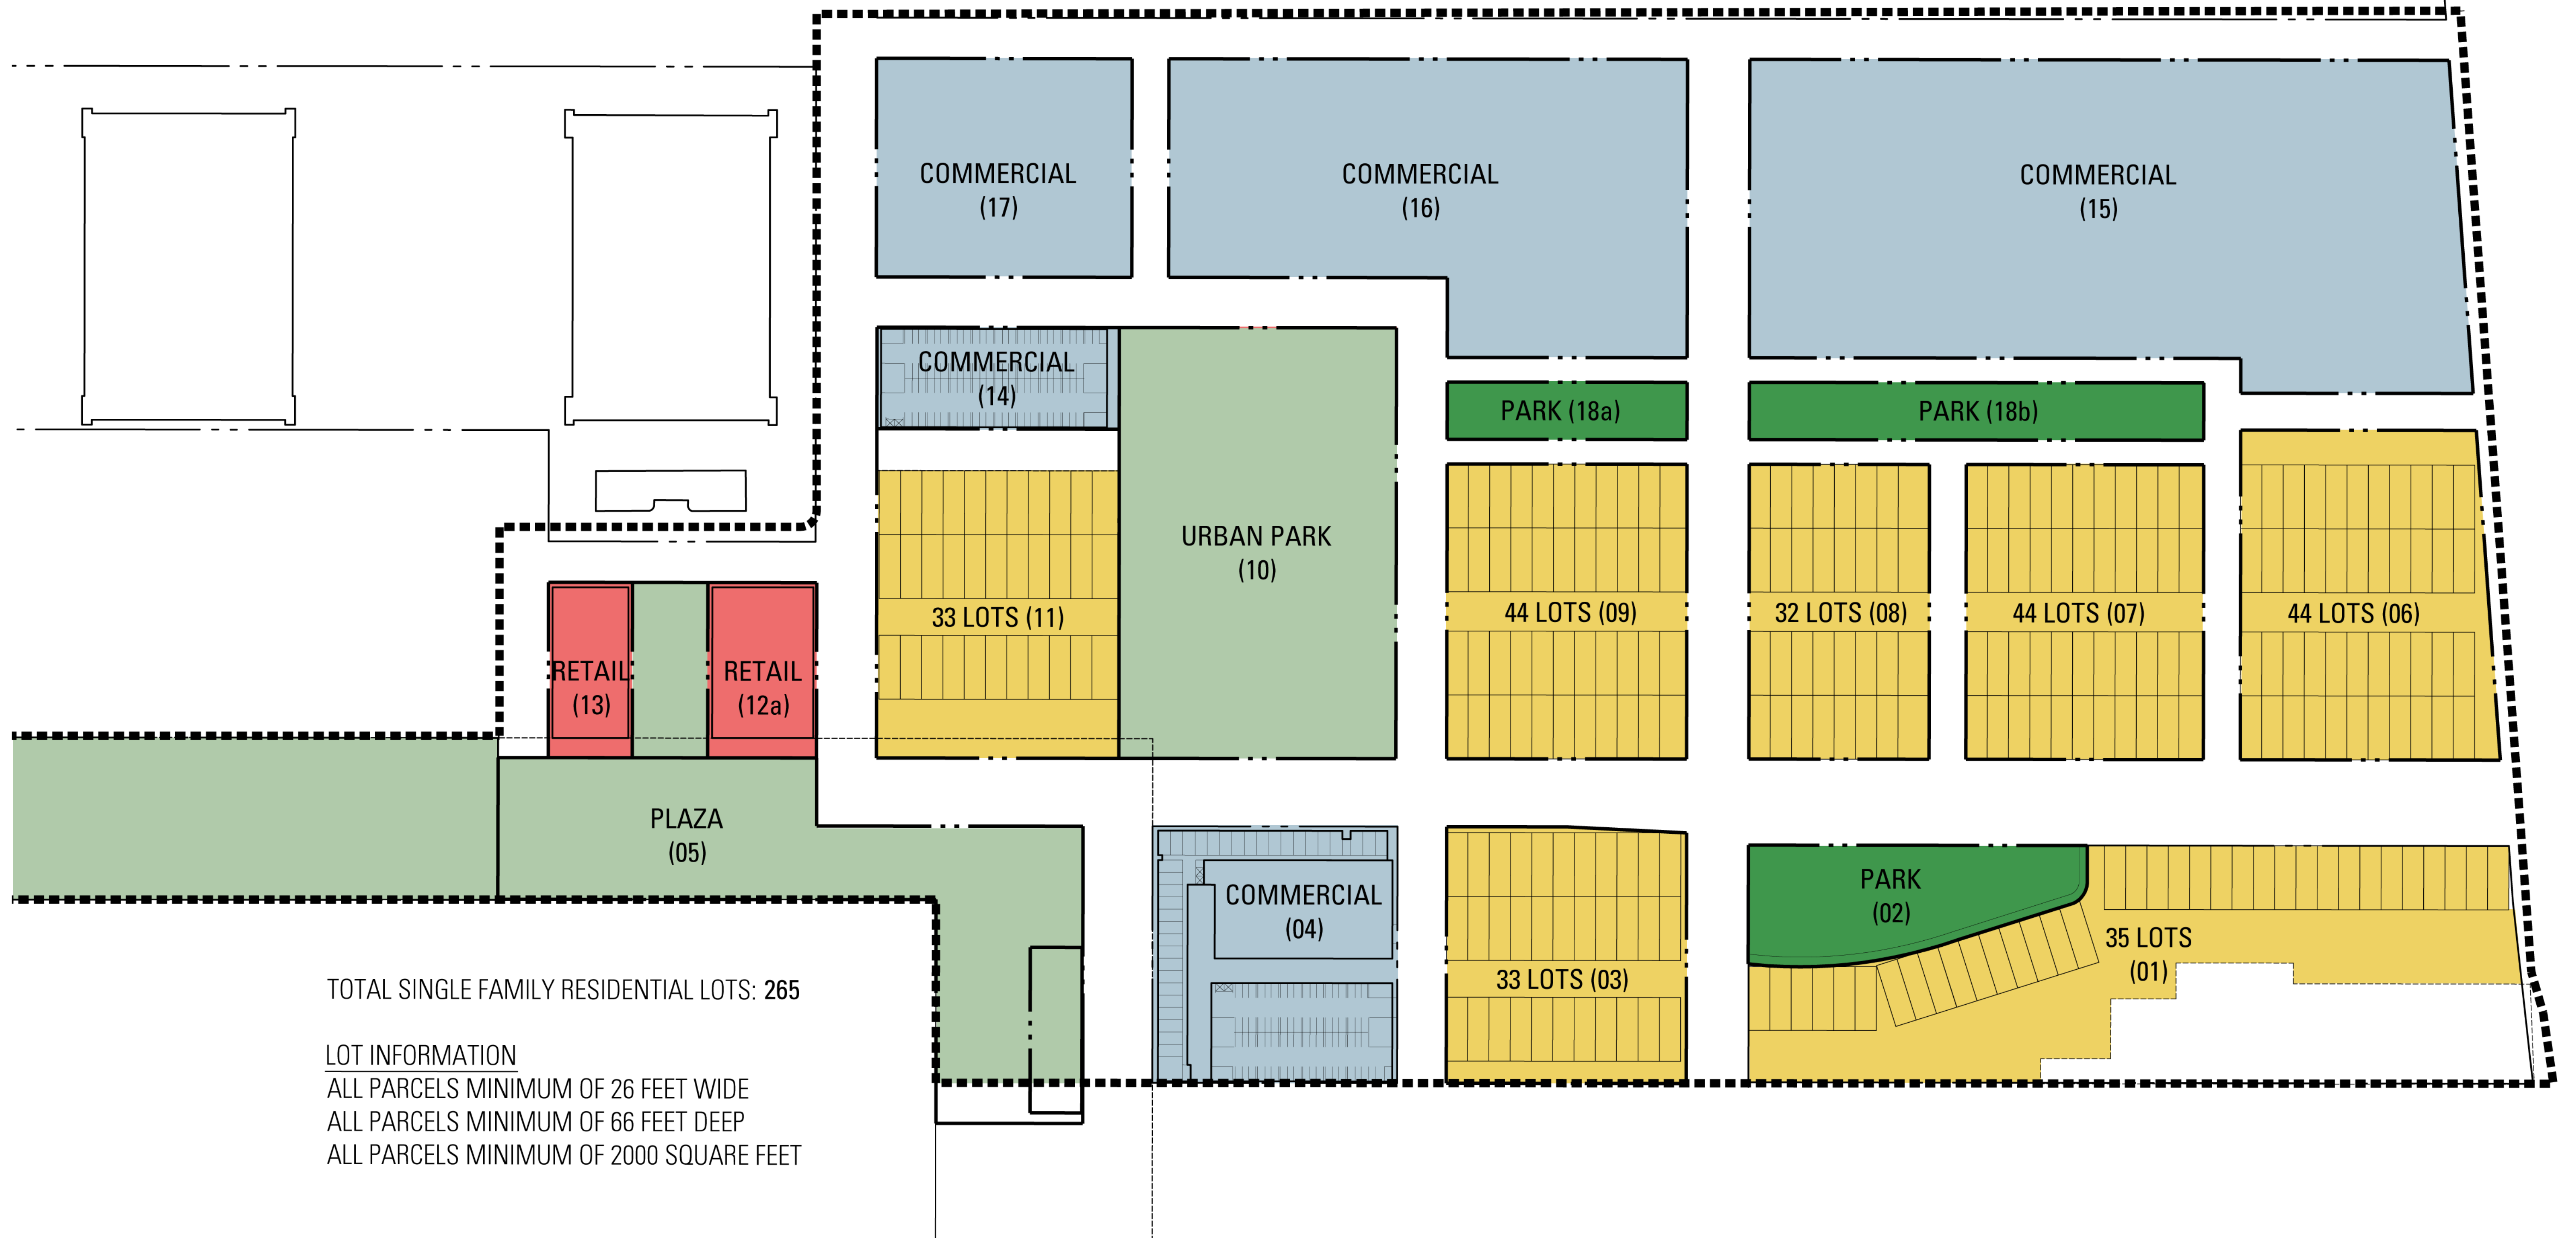 COMMERCIAL
(17)
COMMERCIAL
(16)
COMMERCIAL
(15)
COMMERCIAL
(14)
PARK (18a)
PARK (18b)
URBAN PARK
(10)
33 LOTS (11)
44 LOTS (09)
32 LOTS (08)
44 LOTS (07)
44 LOTS (06)
RETAIL
(13)
RETAIL
(12a)
PLAZA
(05)
COMMERCIAL
(04)
33 LOTS (03)
PARK
(02)
35 LOTS
(01)
TOTAL SINGLE FAMILY RESIDENTIAL LOTS: 265
LOT INFORMATION
ALL PARCELS MINIMUM OF 26 FEET WIDE
ALL PARCELS MINIMUM OF 66 FEET DEEP
ALL PARCELS MINIMUM OF 2000 SQUARE FEET